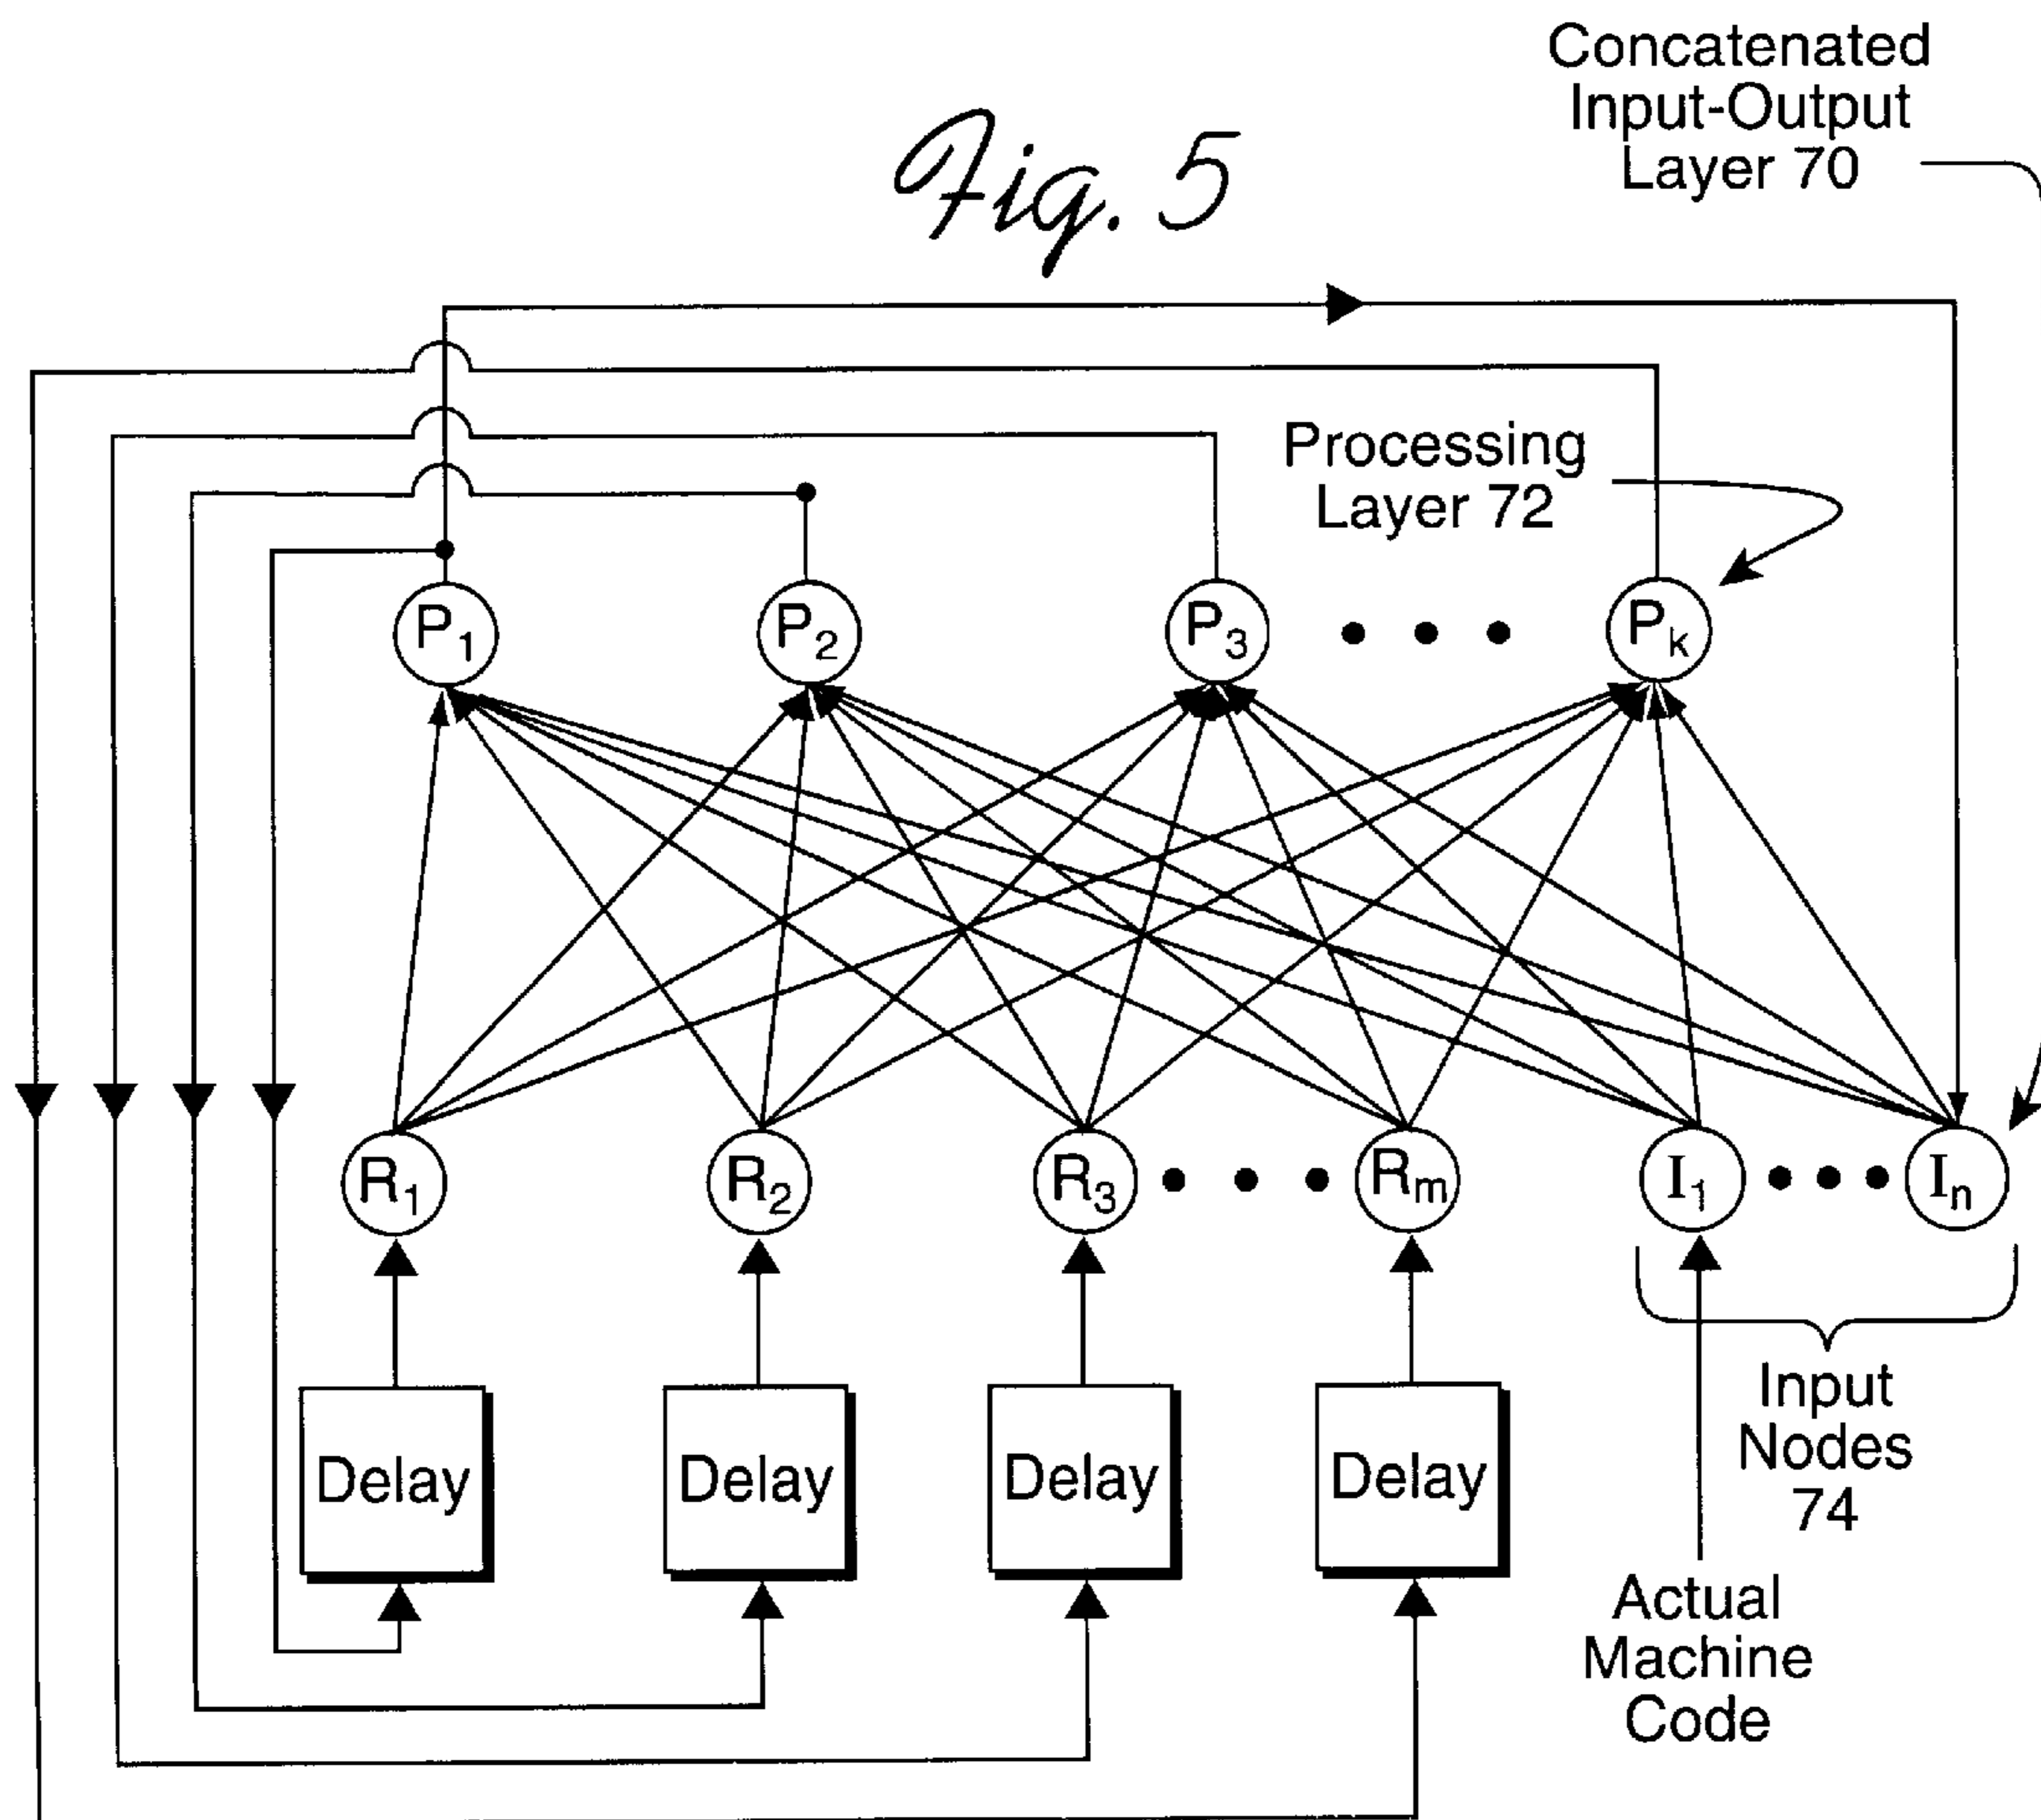 Concatenated
Input-Output
Layer 70
Fig. 5
Processing
Layer 72
P1
P2
P3
Pk
R1
R2
R3
Rm
I1
In
Delay
Delay
Delay
Delay
Input
Nodes
74
Actual
Machine
Code